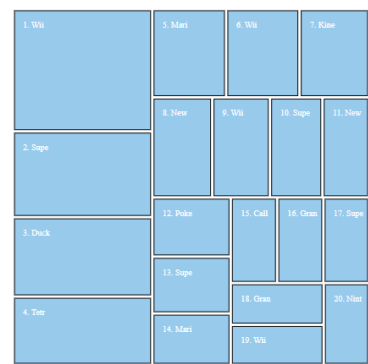 1. Wii
2. Supe
3. Duck
4. Tetr
5. Mari
6. Wii
7. Kine
8. New
9. Wii
10. Supe
11. New
12. Poke
13. Supe
14. Mari
15. Call
16. Gran
17. Supe
18. Gran
19. Wii
20. Nint